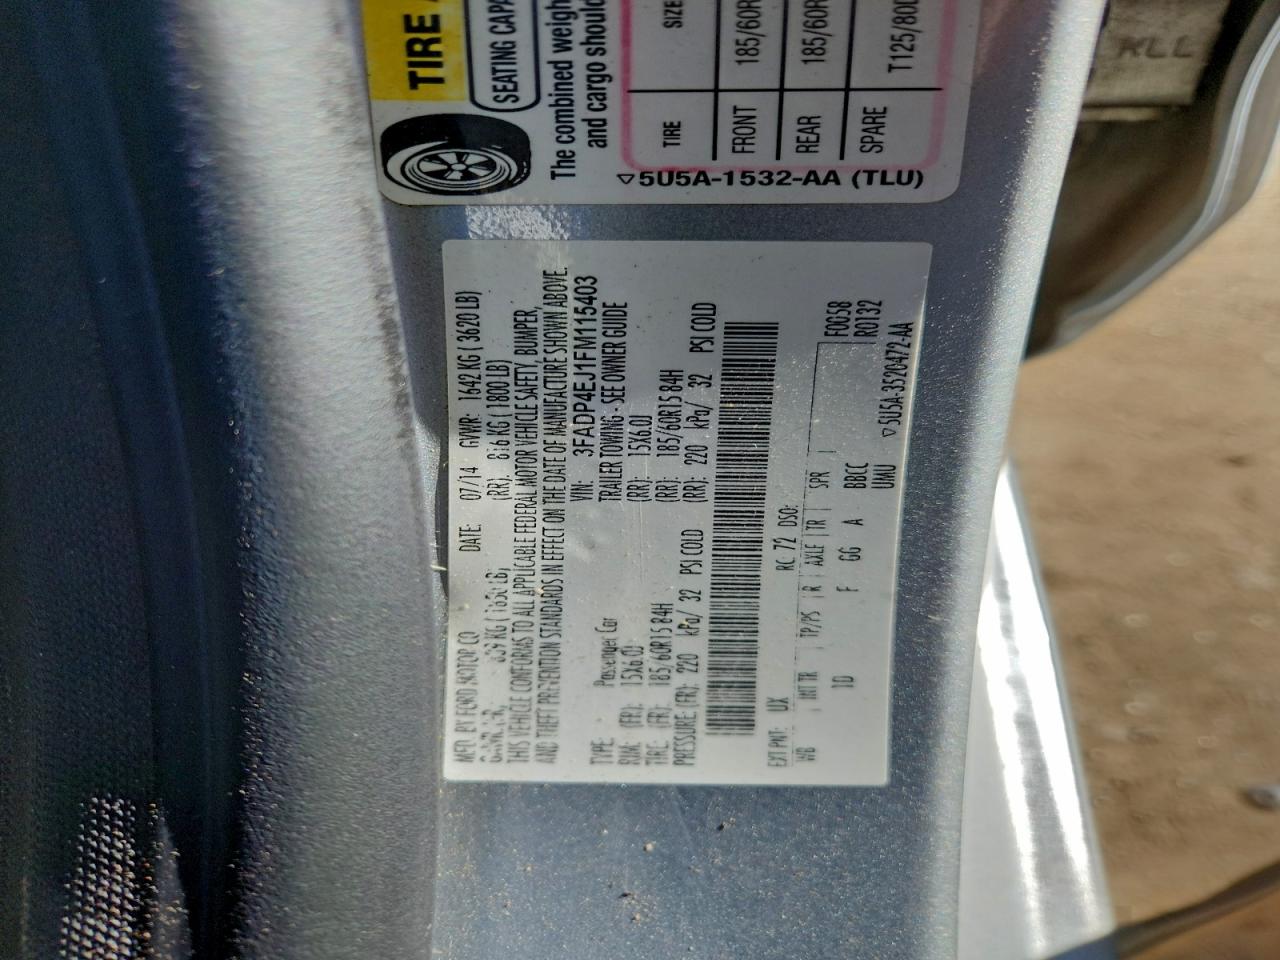 TIRE A
SEATING CAPA
The combined weigh
and cargo should
TIRE SIZE
FRONT 185/60R
REAR 185/60R
SPARE T125/80D
5U5A-1532-AA (TLU)
MFD. BY FORD MOTOR CO
DATE: 07/14 GVWR: 1642 KG ( 3620 LB)
(RR): 816 KG ( 1800 LB)
THIS VEHICLE CONFORMS TO ALL APPLICABLE FEDERAL MOTOR VEHICLE SAFETY, BUMPER,
AND THEFT PREVENTION STANDARDS IN EFFECT ON THE DATE OF MANUFACTURE SHOWN ABOVE.
VIN: 3FADP4EJ1FM115403
TYPE: Passenger Car TRAILER TOWING - SEE OWNER GUIDE
RIM: (FR): 15X6.0J (RR): 15X6.0J
TIRE: (FR): 185/60R15 84H (RR): 185/60R15 84H
PRESSURE (FR): 220 kPa/ 32 PSI COLD (RR): 220 kPa/ 32 PSI COLD
EXT PNT: UX RC: 72 DSO:
WB INT TR TP/PS R AXLE TR SPR F0G58
1D F GG A BBCC R0132
UMU
5U5A-3520472-AA